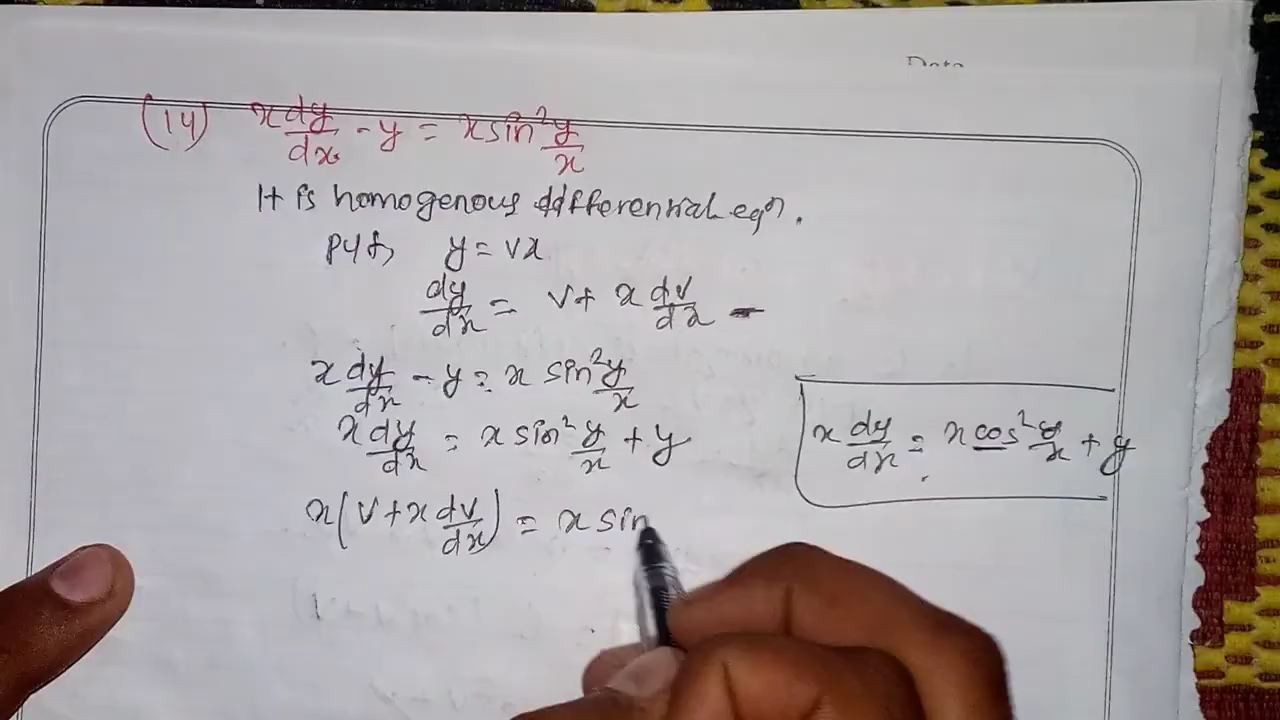 Date
(14) x dy/dx - y = x sin² y/x
It is homogenous differential eqn.
Put, y = vx
dy/dx = v + x dv/dx -
x dy/dx - y = x sin² y/x
x dy/dx = x sin² y/x + y
x dy/dx = x cos² y/x + y
x(v + x dv/dx) = x sin